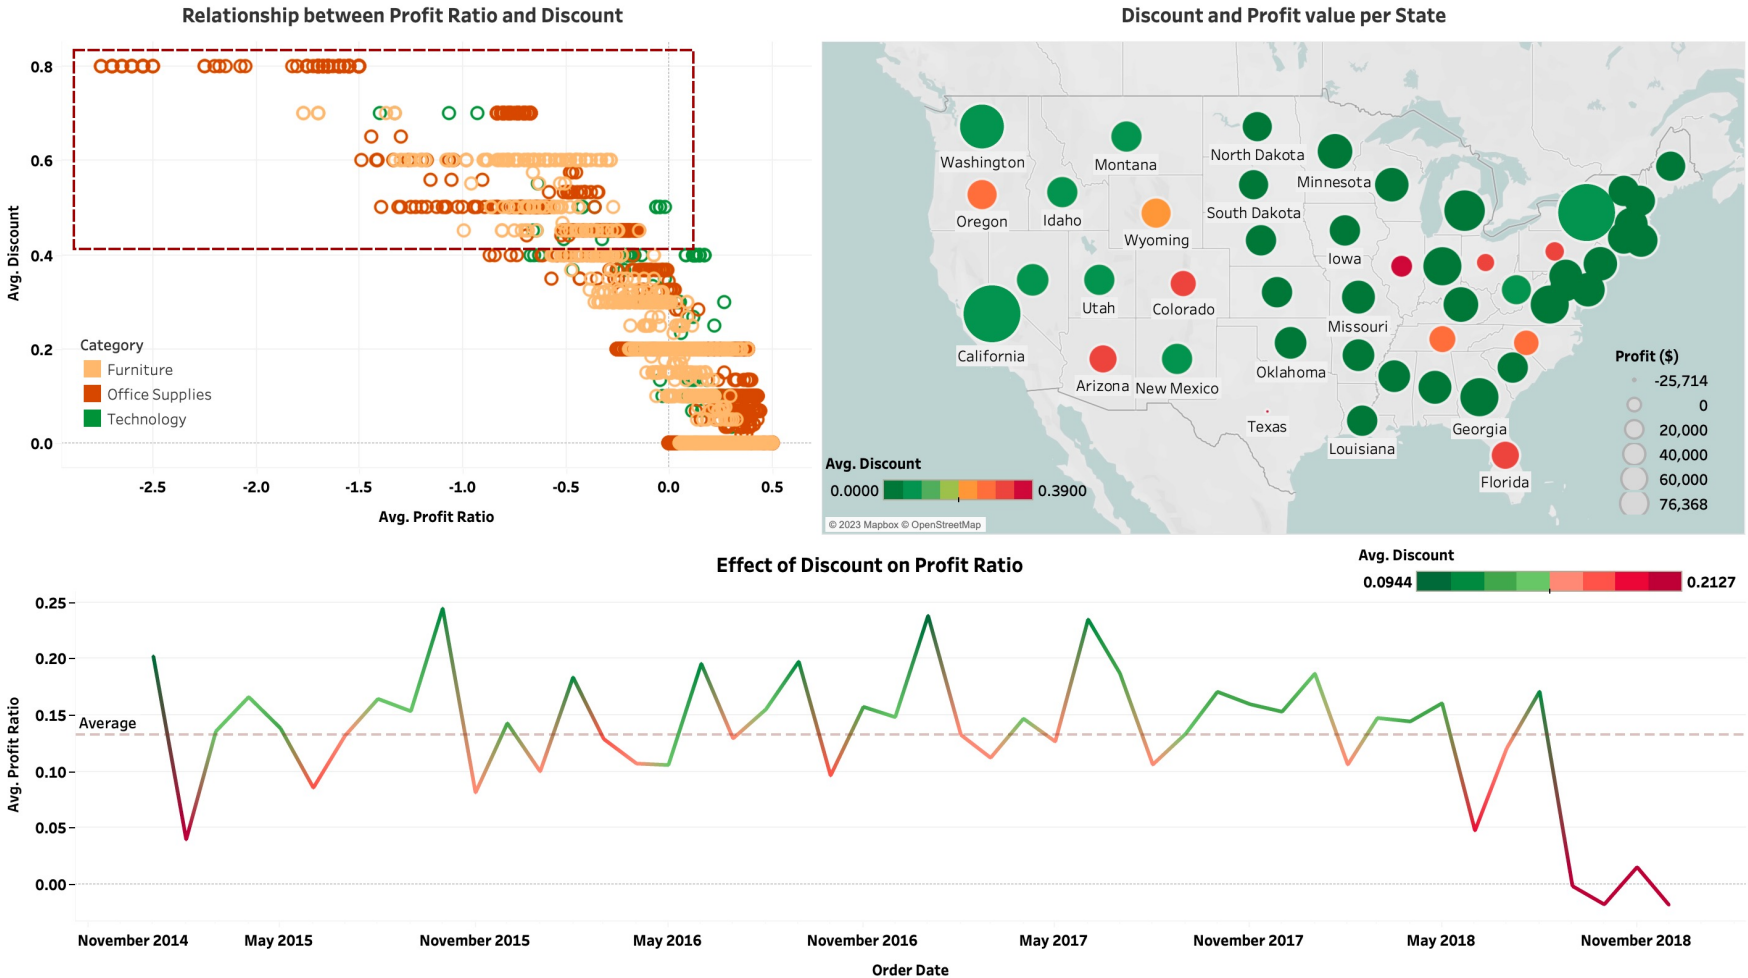 Relationship between Profit Ratio and Discount
Avg. Discount
0.8
0.6
0.4
0.2
0.0
Category
Furniture
Office Supplies
Technology
-2.5
-2.0
-1.5
-1.0
-0.5
0.0
0.5
Avg. Profit Ratio
Discount and Profit value per State
Washington
Montana
North Dakota
Minnesota
Oregon
Idaho
Wyoming
South Dakota
Iowa
Utah
Colorado
Missouri
California
Arizona
New Mexico
Oklahoma
Texas
Louisiana
Georgia
Florida
Profit ($)
-25,714
0
20,000
40,000
60,000
76,368
Avg. Discount
0.0000
0.3900
© 2023 Mapbox © OpenStreetMap
Effect of Discount on Profit Ratio
Avg. Discount
0.0944
0.2127
Avg. Profit Ratio
0.25
0.20
0.15
Average
0.10
0.05
0.00
November 2014
May 2015
November 2015
May 2016
November 2016
May 2017
November 2017
May 2018
November 2018
Order Date